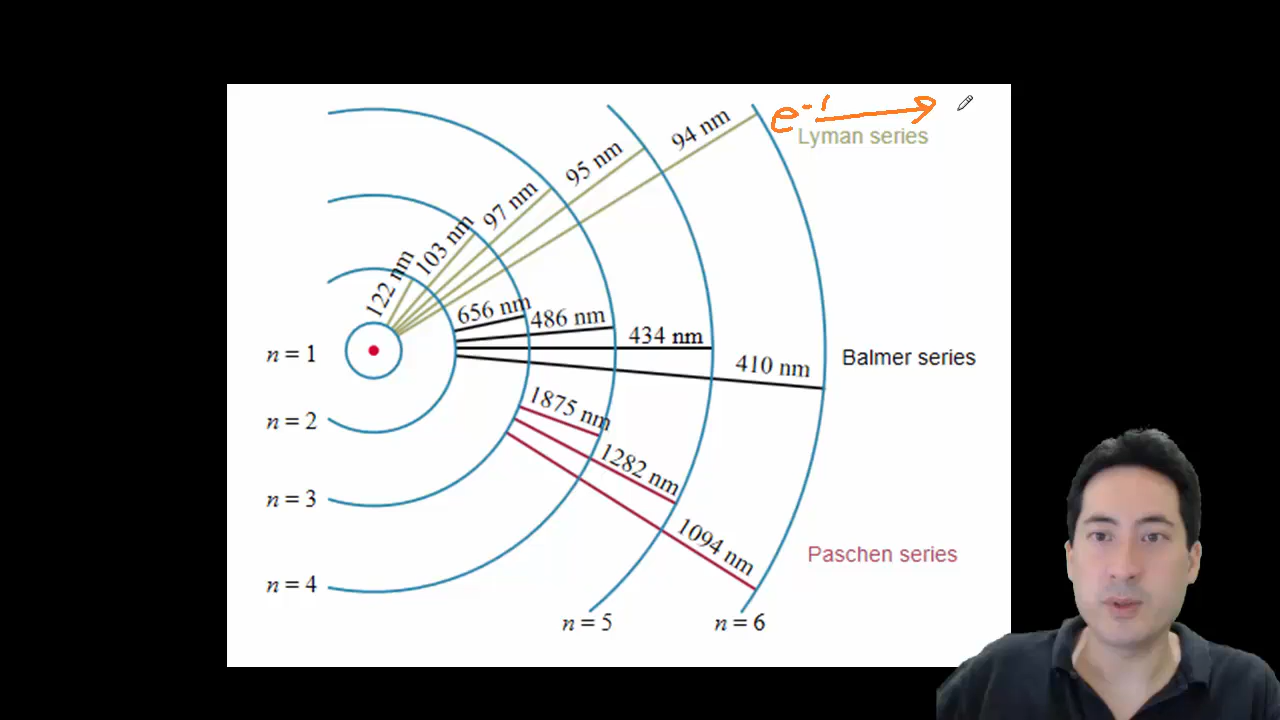 e⁻¹
Lyman series
94 nm
95 nm
97 nm
103 nm
122 nm
656 nm
486 nm
434 nm
410 nm
Balmer series
n = 1
n = 2
n = 3
n = 4
1875 nm
1282 nm
1094 nm
Paschen series
n = 5
n = 6